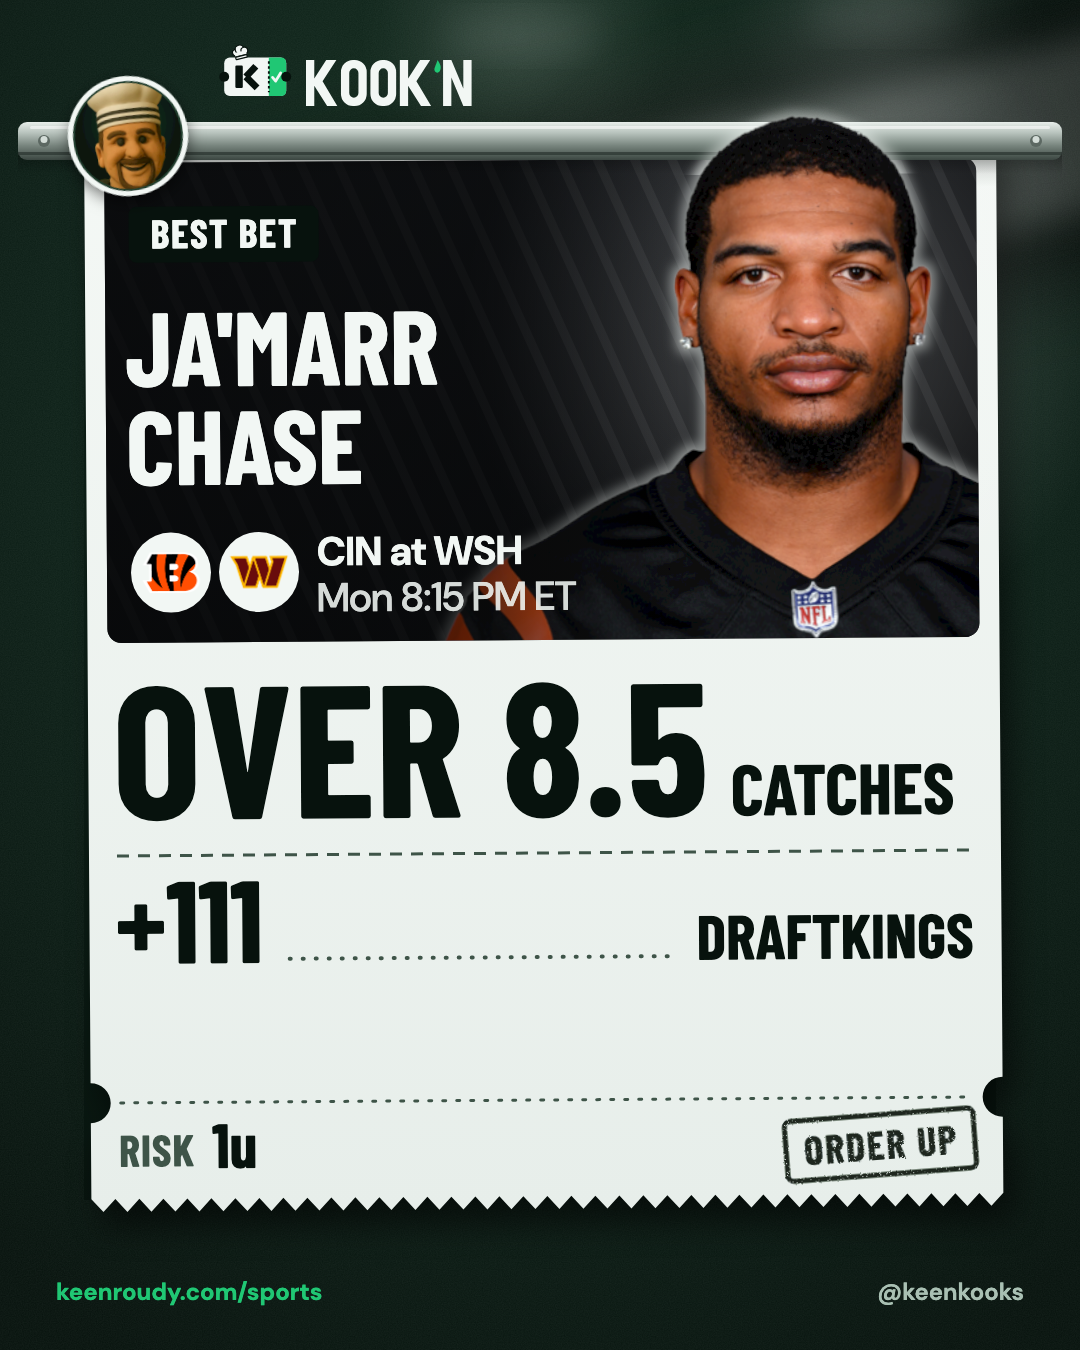 K KOOK'N
BEST BET
JA'MARR
CHASE
CIN at WSH
Mon 8:15 PM ET
NFL
OVER 8.5 CATCHES
+111 DRAFTKINGS
RISK 1u
ORDER UP
keenroudy.com/sports
@keenkooks